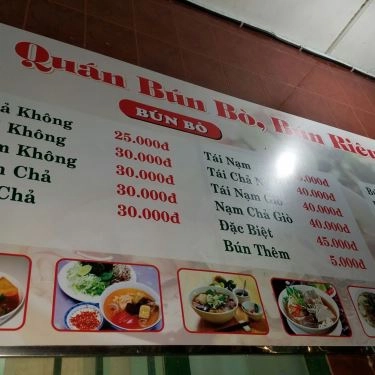 Quán Bún Bò, Bún Riêu
BÚN BÒ
ả Không 25.000đ
Không 30.000đ
m Không 30.000đ
m Chả 30.000đ
Chả 30.000đ
Tái Nạm .000đ
Tái Chả 40.000đ
Tái Nạm Giò 40.000đ
Nạm Chả Giò 40.000đ
Đặc Biệt 45.000đ
Bún Thêm 5.000đ